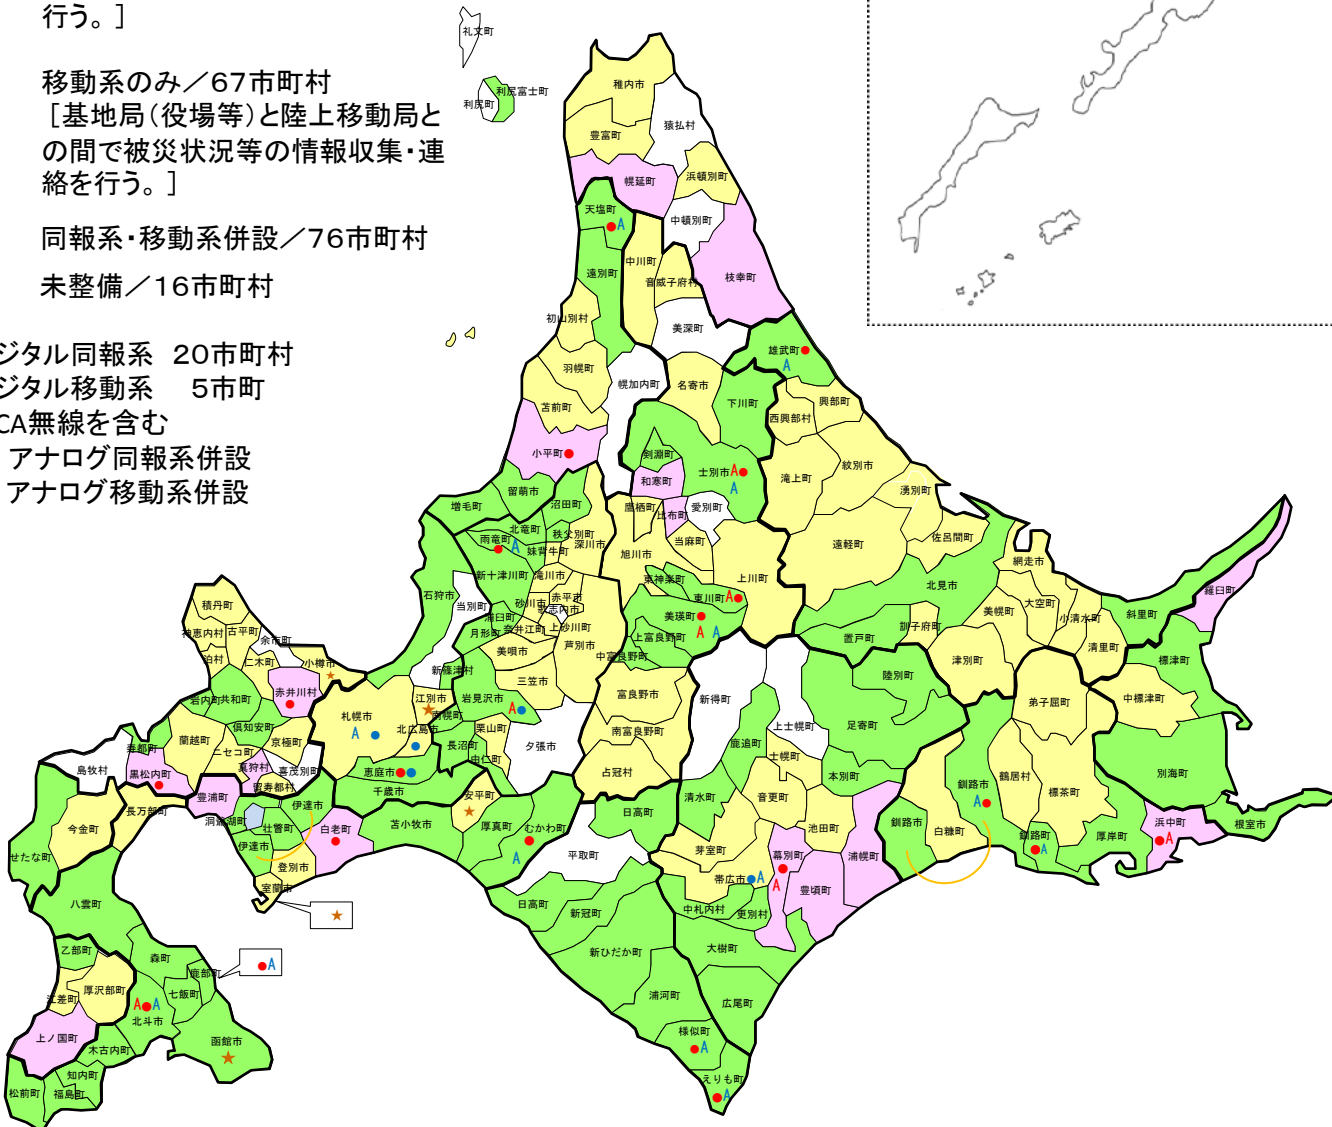 行う。]
移動系のみ／67市町村
[基地局(役場等)と陸上移動局と
の間で被災状況等の情報収集・連
絡を行う。]
同報系・移動系併設／76市町村
未整備／16市町村
ジタル同報系 20市町村
ジタル移動系 5市町
CA無線を含む
アナログ同報系併設
アナログ移動系併設
礼文町
利尻富士町
利尻町
稚内市
猿払村
豊富町
浜頓別町
幌延町
天塩町
A
中頓別町
中川町
遠別町
音威子府村
枝幸町
初山別村
美深町
雄武町
A
羽幌町
幌加内町
名寄市
下川町
興部町
西興部村
苫前町
小平町
剣淵町
士別市
A
A
滝上町
紋別市
和寒町
湧別町
留萌市
増毛町
沼田町
鷹栖町
比布町
愛別町
北竜町
秩父別町
雨竜町
A
妹背牛町
深川市
旭川市
当麻町
遠軽町
佐呂間町
網走市
新十津川町
滝川市
東神楽町
上川町
北見市
石狩市
当別町
砂川市
赤平市
歌志内市
東川町
A
大空町
美幌町
小清水町
斜里町
羅臼町
浦臼町
月形町
奈井江町
上砂川町
芦別市
美瑛町
A
A
上富良野町
中富良野町
置戸町
訓子府町
清里町
津別町
標津町
積丹町
神恵内村
古平町
余市町
小樽市
泊村
仁木町
美唄市
新篠津村
三笠市
陸別町
岩内町
共和町
赤井川村
江別市
岩見沢市
A
富良野市
新得町
弟子屈町
中標津町
倶知安町
札幌市
A
北広島市
南幌町
栗山町
上士幌町
足寄町
蘭越町
ニセコ町
京極町
長沼町
由仁町
夕張市
南富良野町
鹿追町
士幌町
寿都町
島牧村
真狩村
喜茂別町
恵庭市
占冠村
本別町
別海町
黒松内町
留寿都村
千歳市
鶴居村
釧路市
A
標茶町
豊浦町
安平町
清水町
音更町
今金町
長万部町
洞爺湖町
伊達市
壮瞥町
伊達市
白老町
苫小牧市
厚真町
むかわ町
A
日高町
池田町
釧路市
白糠町
釧路町
A
厚岸町
浜中町
A
根室市
せたな町
登別市
室蘭市
平取町
芽室町
幕別町
A
浦幌町
帯広市
A
豊頃町
八雲町
日高町
新冠町
中札内村
更別村
乙部町
森町
新ひだか町
大樹町
鹿部町
A
七飯町
江差町
厚沢部町
A
A
北斗市
浦河町
広尾町
上ノ国町
函館市
木古内町
様似町
A
知内町
松前町
福島町
えりも町
A